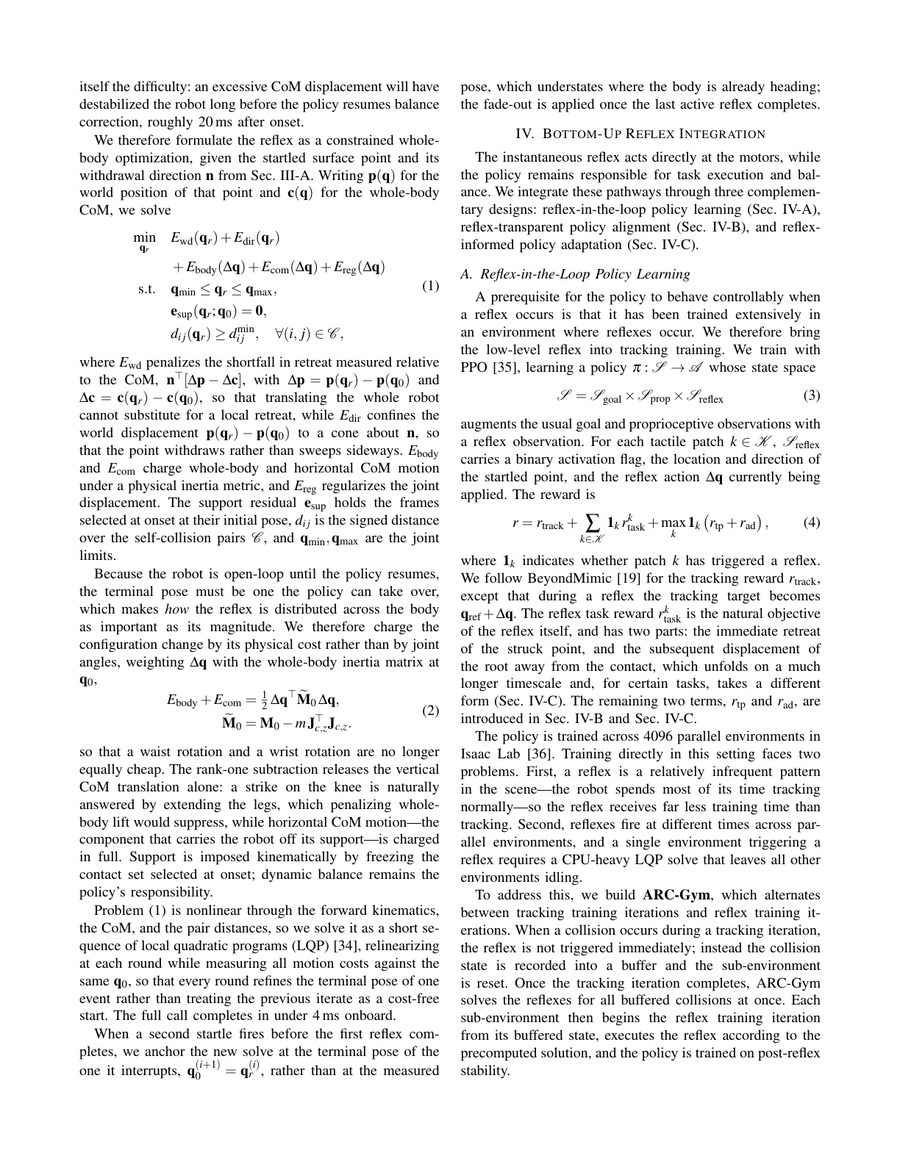 itself the difficulty: an excessive CoM displacement will have
destabilized the robot long before the policy resumes balance
correction, roughly 20 ms after onset.
We therefore formulate the reflex as a constrained whole-
body optimization, given the startled surface point and its
withdrawal direction n from Sec. III-A. Writing p(q) for the
world position of that point and c(q) for the whole-body
CoM, we solve
min_{q_r} E_wd(q_r) + E_dir(q_r)
+ E_body(Δq) + E_com(Δq) + E_reg(Δq)
s.t. q_min ≤ q_r ≤ q_max, (1)
e_sup(q_r; q_0) = 0,
d_ij(q_r) ≥ d_ij^min, ∀(i, j) ∈ 𝒞,
where E_wd penalizes the shortfall in retreat measured relative
to the CoM, n^⊤[Δp − Δc], with Δp = p(q_r) − p(q_0) and
Δc = c(q_r) − c(q_0), so that translating the whole robot
cannot substitute for a local retreat, while E_dir confines the
world displacement p(q_r) − p(q_0) to a cone about n, so
that the point withdraws rather than sweeps sideways. E_body
and E_com charge whole-body and horizontal CoM motion
under a physical inertia metric, and E_reg regularizes the joint
displacement. The support residual e_sup holds the frames
selected at onset at their initial pose, d_ij is the signed distance
over the self-collision pairs 𝒞, and q_min, q_max are the joint
limits.
Because the robot is open-loop until the policy resumes,
the terminal pose must be one the policy can take over,
which makes how the reflex is distributed across the body
as important as its magnitude. We therefore charge the
configuration change by its physical cost rather than by joint
angles, weighting Δq with the whole-body inertia matrix at
q_0,
E_body + E_com = ½ Δq^⊤ M̃_0 Δq,
M̃_0 = M_0 − m J_{c,z}^⊤ J_{c,z}. (2)
so that a waist rotation and a wrist rotation are no longer
equally cheap. The rank-one subtraction releases the vertical
CoM translation alone: a strike on the knee is naturally
answered by extending the legs, which penalizing whole-
body lift would suppress, while horizontal CoM motion—the
component that carries the robot off its support—is charged
in full. Support is imposed kinematically by freezing the
contact set selected at onset; dynamic balance remains the
policy's responsibility.
Problem (1) is nonlinear through the forward kinematics,
the CoM, and the pair distances, so we solve it as a short se-
quence of local quadratic programs (LQP) [34], relinearizing
at each round while measuring all motion costs against the
same q_0, so that every round refines the terminal pose of one
event rather than treating the previous iterate as a cost-free
start. The full call completes in under 4 ms onboard.
When a second startle fires before the first reflex com-
pletes, we anchor the new solve at the terminal pose of the
one it interrupts, q_0^{(i+1)} = q_r^{(i)}, rather than at the measured
pose, which understates where the body is already heading;
the fade-out is applied once the last active reflex completes.
IV. BOTTOM-UP REFLEX INTEGRATION
The instantaneous reflex acts directly at the motors, while
the policy remains responsible for task execution and bal-
ance. We integrate these pathways through three complemen-
tary designs: reflex-in-the-loop policy learning (Sec. IV-A),
reflex-transparent policy alignment (Sec. IV-B), and reflex-
informed policy adaptation (Sec. IV-C).
A. Reflex-in-the-Loop Policy Learning
A prerequisite for the policy to behave controllably when
a reflex occurs is that it has been trained extensively in
an environment where reflexes occur. We therefore bring
the low-level reflex into tracking training. We train with
PPO [35], learning a policy π : 𝒮 → 𝒜 whose state space
𝒮 = 𝒮_goal × 𝒮_prop × 𝒮_reflex (3)
augments the usual goal and proprioceptive observations with
a reflex observation. For each tactile patch k ∈ 𝒦, 𝒮_reflex
carries a binary activation flag, the location and direction of
the startled point, and the reflex action Δq currently being
applied. The reward is
r = r_track + ∑_{k∈𝒦} 1_k r_task^k + max_k 1_k (r_tp + r_ad), (4)
where 1_k indicates whether patch k has triggered a reflex.
We follow BeyondMimic [19] for the tracking reward r_track,
except that during a reflex the tracking target becomes
q_ref + Δq. The reflex task reward r_task^k is the natural objective
of the reflex itself, and has two parts: the immediate retreat
of the struck point, and the subsequent displacement of
the root away from the contact, which unfolds on a much
longer timescale and, for certain tasks, takes a different
form (Sec. IV-C). The remaining two terms, r_tp and r_ad, are
introduced in Sec. IV-B and Sec. IV-C.
The policy is trained across 4096 parallel environments in
Isaac Lab [36]. Training directly in this setting faces two
problems. First, a reflex is a relatively infrequent pattern
in the scene—the robot spends most of its time tracking
normally—so the reflex receives far less training time than
tracking. Second, reflexes fire at different times across par-
allel environments, and a single environment triggering a
reflex requires a CPU-heavy LQP solve that leaves all other
environments idling.
To address this, we build ARC-Gym, which alternates
between tracking training iterations and reflex training it-
erations. When a collision occurs during a tracking iteration,
the reflex is not triggered immediately; instead the collision
state is recorded into a buffer and the sub-environment
is reset. Once the tracking iteration completes, ARC-Gym
solves the reflexes for all buffered collisions at once. Each
sub-environment then begins the reflex training iteration
from its buffered state, executes the reflex according to the
precomputed solution, and the policy is trained on post-reflex
stability.